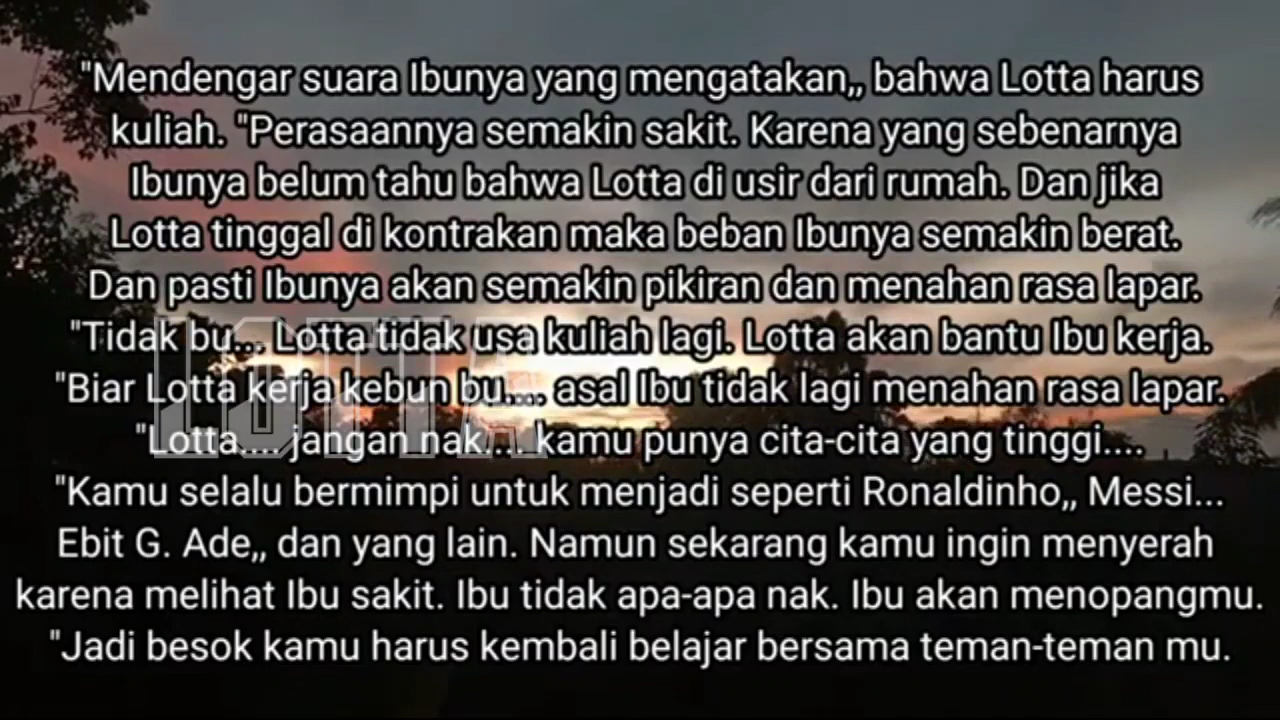 "Mendengar suara Ibunya yang mengatakan,, bahwa Lotta harus
kuliah. "Perasaannya semakin sakit. Karena yang sebenarnya
Ibunya belum tahu bahwa Lotta di usir dari rumah. Dan jika
Lotta tinggal di kontrakan maka beban Ibunya semakin berat.
Dan pasti Ibunya akan semakin pikiran dan menahan rasa lapar.
"Tidak bu.... Lotta tidak usa kuliah lagi. Lotta akan bantu Ibu kerja.
"Biar Lotta kerja kebun bu.... asal Ibu tidak lagi menahan rasa lapar.
"Lotta.... jangan nak.... kamu punya cita-cita yang tinggi....
"Kamu selalu bermimpi untuk menjadi seperti Ronaldinho,, Messi...
Ebit G. Ade,, dan yang lain. Namun sekarang kamu ingin menyerah
karena melihat Ibu sakit. Ibu tidak apa-apa nak. Ibu akan menopangmu.
"Jadi besok kamu harus kembali belajar bersama teman-teman mu.
LOTTA